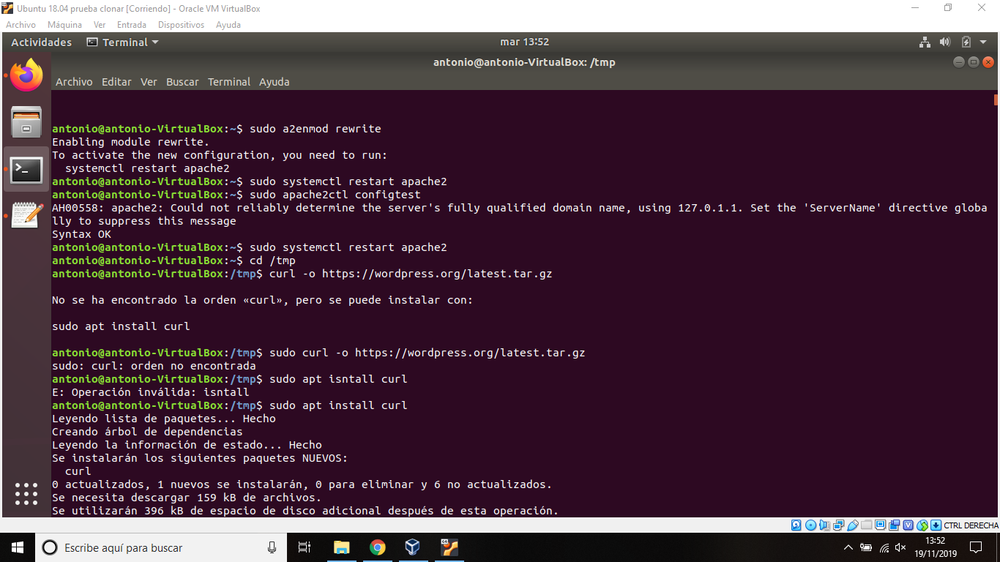 Ubuntu 18.04 prueba clonar [Corriendo] - Oracle VM VirtualBox
Archivo Máquina Ver Entrada Dispositivos Ayuda
Actividades Terminal mar 13:52
antonio@antonio-VirtualBox: /tmp
Archivo Editar Ver Buscar Terminal Ayuda
antonio@antonio-VirtualBox:~$ sudo a2enmod rewrite
Enabling module rewrite.
To activate the new configuration, you need to run:
  systemctl restart apache2
antonio@antonio-VirtualBox:~$ sudo systemctl restart apache2
antonio@antonio-VirtualBox:~$ sudo apache2ctl configtest
AH00558: apache2: Could not reliably determine the server's fully qualified domain name, using 127.0.1.1. Set the 'ServerName' directive globa
lly to suppress this message
Syntax OK
antonio@antonio-VirtualBox:~$ sudo systemctl restart apache2
antonio@antonio-VirtualBox:~$ cd /tmp
antonio@antonio-VirtualBox:/tmp$ curl -o https://wordpress.org/latest.tar.gz
No se ha encontrado la orden «curl», pero se puede instalar con:
sudo apt install curl
antonio@antonio-VirtualBox:/tmp$ sudo curl -o https://wordpress.org/latest.tar.gz
sudo: curl: orden no encontrada
antonio@antonio-VirtualBox:/tmp$ sudo apt isntall curl
E: Operación inválida: isntall
antonio@antonio-VirtualBox:/tmp$ sudo apt install curl
Leyendo lista de paquetes... Hecho
Creando árbol de dependencias
Leyendo la información de estado... Hecho
Se instalarán los siguientes paquetes NUEVOS:
  curl
0 actualizados, 1 nuevos se instalarán, 0 para eliminar y 6 no actualizados.
Se necesita descargar 159 kB de archivos.
Se utilizarán 396 kB de espacio de disco adicional después de esta operación.
CTRL DERECHA
Escribe aquí para buscar
64
13:52
19/11/2019